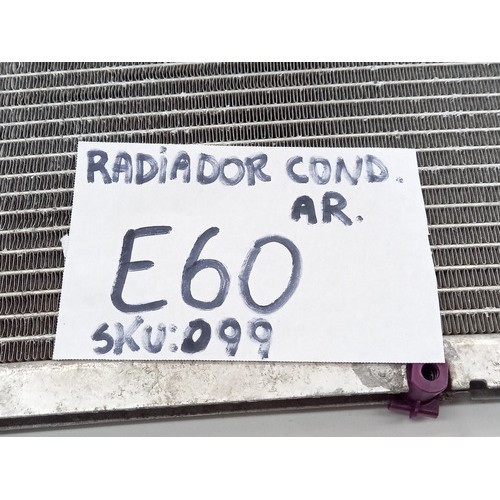 RADiADOR COND.
AR.
E60
SKU:099